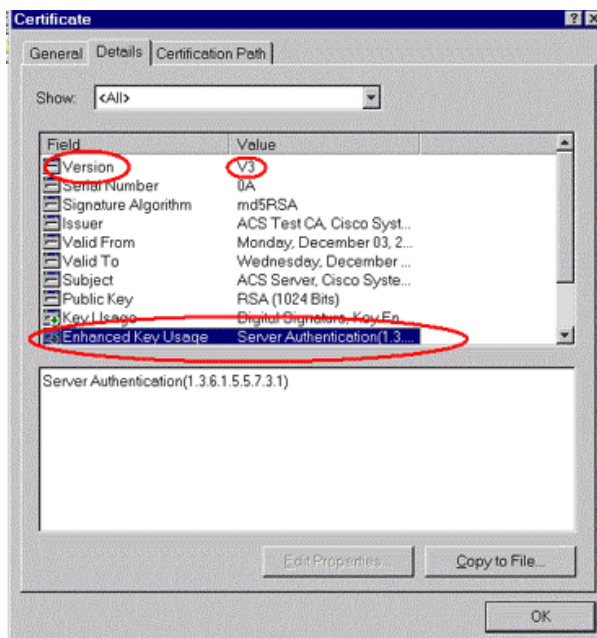 Certificate
General Details Certification Path
Show: <All>
Field Value
Version V3
Serial Number 0A
Signature Algorithm md5RSA
Issuer ACS Test CA, Cisco Syst...
Valid From Monday, December 03, 2...
Valid To Wednesday, December ...
Subject ACS Server, Cisco Syste...
Public Key RSA (1024 Bits)
Key Usage Digital Signature, Key En...
Enhanced Key Usage Server Authentication(1.3....
Server Authentication(1.3.6.1.5.5.7.3.1)
Edit Properties... Copy to File...
OK